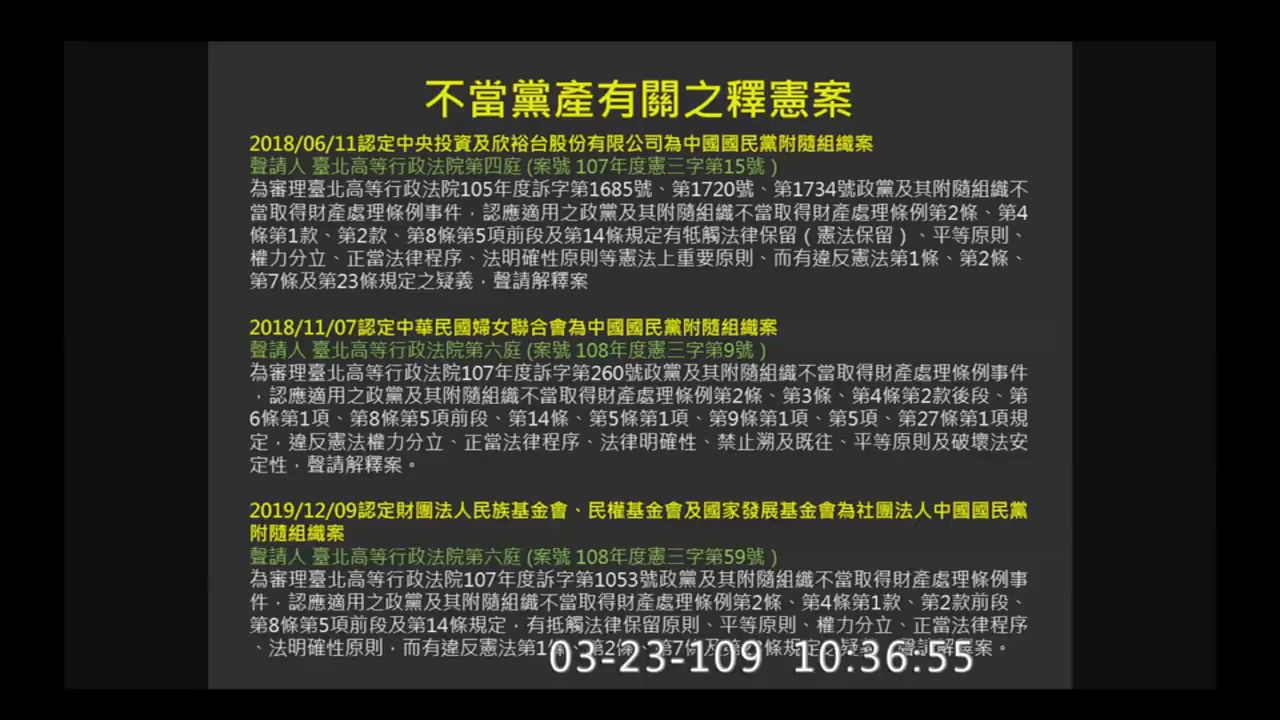 不當黨產有關之釋憲案
2018/06/11認定中央投資及欣裕台股份有限公司為中國國民黨附隨組織案
聲請人 臺北高等行政法院第四庭 (案號 107年度憲三字第15號 )
為審理臺北高等行政法院105年度訴字第1685號、第1720號、第1734號政黨及其附隨組織不
當取得財產處理條例事件，認應適用之政黨及其附隨組織不當取得財產處理條例第2條、第4
條第1款、第2款、第8條第5項前段及第14條規定有牴觸法律保留（憲法保留）、平等原則、
權力分立、正當法律程序、法明確性原則等憲法上重要原則、而有違反憲法第1條、第2條、
第7條及第23條規定之疑義，聲請解釋案
2018/11/07認定中華民國婦女聯合會為中國國民黨附隨組織案
聲請人 臺北高等行政法院第六庭 (案號 108年度憲三字第9號 )
為審理臺北高等行政法院107年度訴字第260號政黨及其附隨組織不當取得財產處理條例事件
，認應適用之政黨及其附隨組織不當取得財產處理條例第2條、第3條、第4條第2款後段、第
6條第1項、第8條第5項前段、第14條、第5條第1項、第9條第1項、第5項、第27條第1項規
定，違反憲法權力分立、正當法律程序、法律明確性、禁止溯及既往、平等原則及破壞法安
定性，聲請解釋案。
2019/12/09認定財團法人民族基金會、民權基金會及國家發展基金會為社團法人中國國民黨
附隨組織案
聲請人 臺北高等行政法院第六庭 (案號 108年度憲三字第59號 )
為審理臺北高等行政法院107年度訴字第1053號政黨及其附隨組織不當取得財產處理條例事
件，認應適用之政黨及其附隨組織不當取得財產處理條例第2條、第4條第1款、第2款前段、
第8條第5項前段及第14條規定，有抵觸法律保留原則、平等原則、權力分立、正當法律程序
、法明確性原則，而有違反憲法第1條、第2條、第7條及第23條規定之疑義，聲請解釋案。
03-23-109 10:36:55